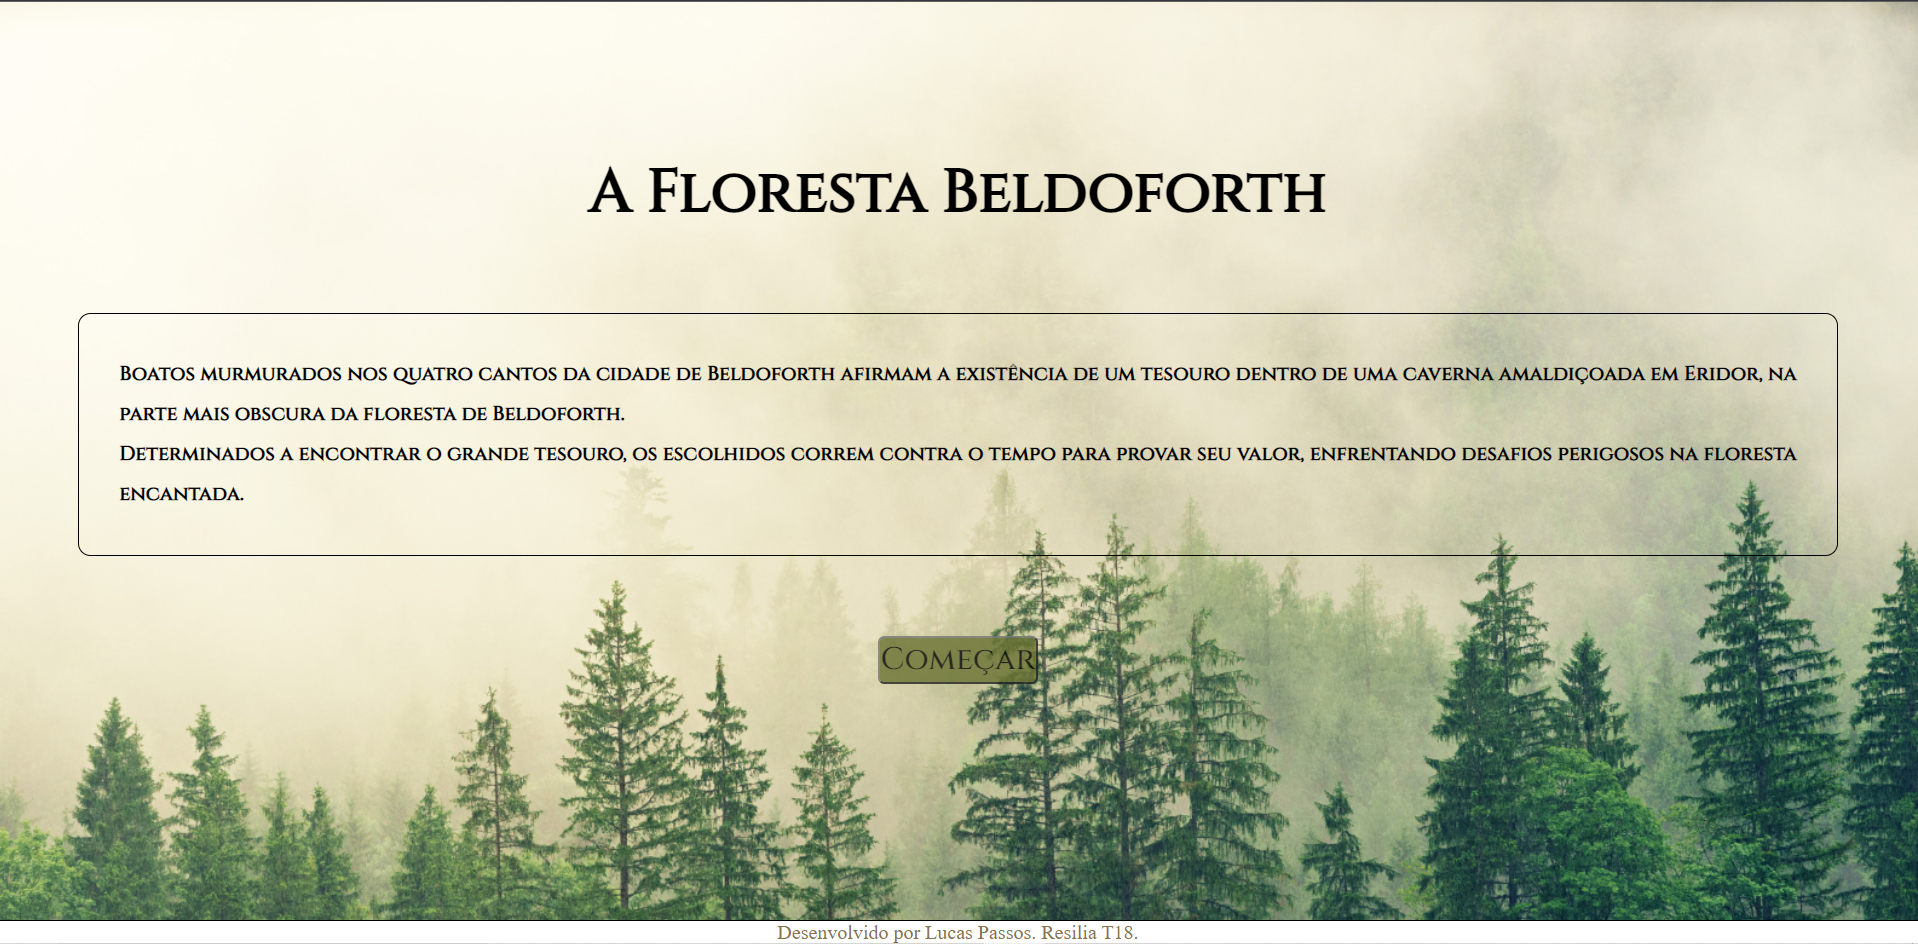 A Floresta Beldoforth
Boatos murmurados nos quatro cantos da cidade de Beldoforth afirmam a existência de um tesouro dentro de uma caverna amaldiçoada em Eridor, na
parte mais obscura da floresta de Beldoforth.
Determinados a encontrar o grande tesouro, os escolhidos correm contra o tempo para provar seu valor, enfrentando desafios perigosos na floresta
encantada.
Começar
Desenvolvido por Lucas Passos. Resilia T18.